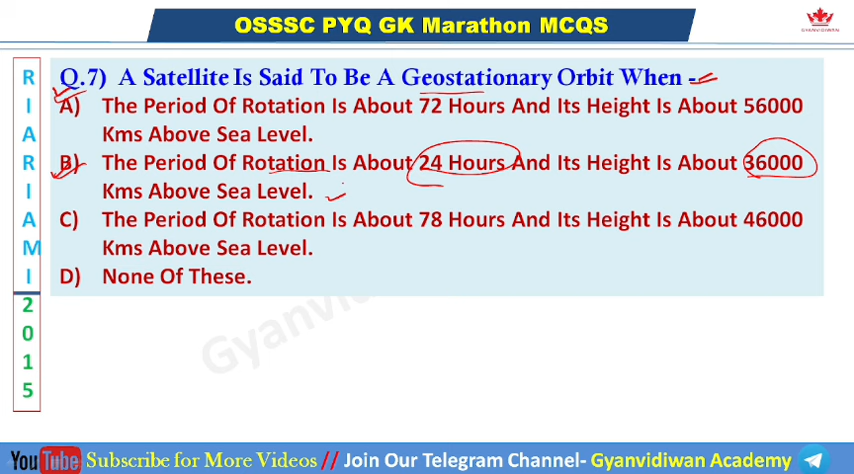 OSSSC PYQ GK Marathon MCQS
GYANVIDIWAN
R
I
A
R
I
A
M
I
2
0
1
5
Q.7) A Satellite Is Said To Be A Geostationary Orbit When -
A) The Period Of Rotation Is About 72 Hours And Its Height Is About 56000
Kms Above Sea Level.
B) The Period Of Rotation Is About 24 Hours And Its Height Is About 36000
Kms Above Sea Level.
C) The Period Of Rotation Is About 78 Hours And Its Height Is About 46000
Kms Above Sea Level.
D) None Of These.
Gyanvidi
YouTube Subscribe for More Videos // Join Our Telegram Channel- Gyanvidiwan Academy